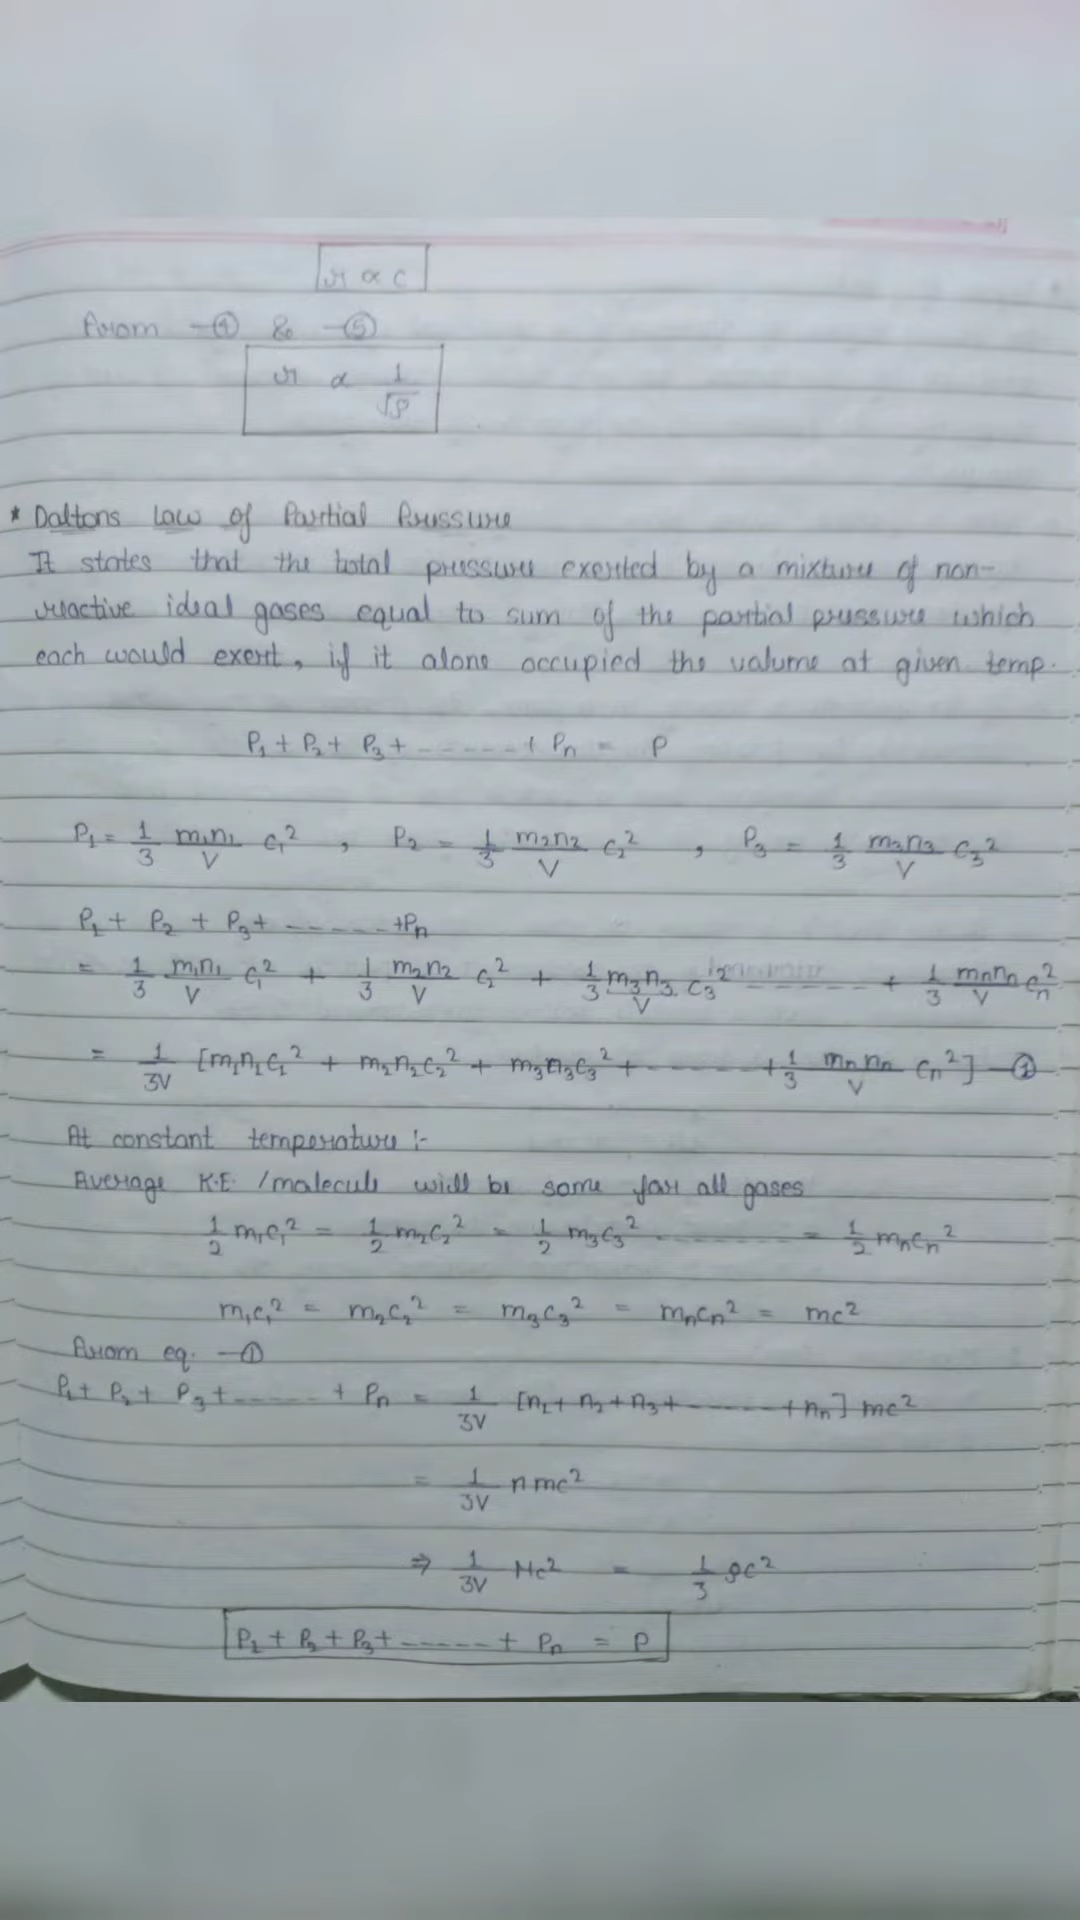 r ∝ c
From —④ & —⑤
r ∝ 1/√ρ
* Daltons Law of Partial Pressure
It states that the total pressure exerted by a mixture of non-
reactive ideal gases equal to sum of the partial pressure which
each would exert, if it alone occupied the valume at given temp.
P₁ + P₂ + P₃ + ------ + Pn = P
P₁ = 1/3 m₁n₁/V c₁² , P₂ = 1/3 m₂n₂/V c₂² , P₃ = 1/3 m₃n₃/V c₃²
P₁ + P₂ + P₃ + ------ +Pn
= 1/3 m₁n₁/V c₁² + 1/3 m₂n₂/V c₂² + 1/3 m₃n₃/V c₃² ------ + 1/3 mnnn/V cn²
= 1/3V [m₁n₁c₁² + m₂n₂c₂² + m₃n₃c₃² + ------ + 1/3 mnnn/V cn²] —①
At constant temperature :-
Average K.E. /malecule will be same for all gases
1/2 m₁c₁² = 1/2 m₂c₂² = 1/2 m₃c₃² ------ = 1/2 mncn²
m₁c₁² = m₂c₂² = m₃c₃² = mncn² = mc²
From eq. —①
P₁ + P₂ + P₃ + ------ + Pn = 1/3V [n₁ + n₂ + n₃ + ------ + nn] mc²
= 1/3V nmc²
⇒ 1/3V Mc² = 1/3 ρc²
P₁ + P₂ + P₃ + ------ + Pn = P